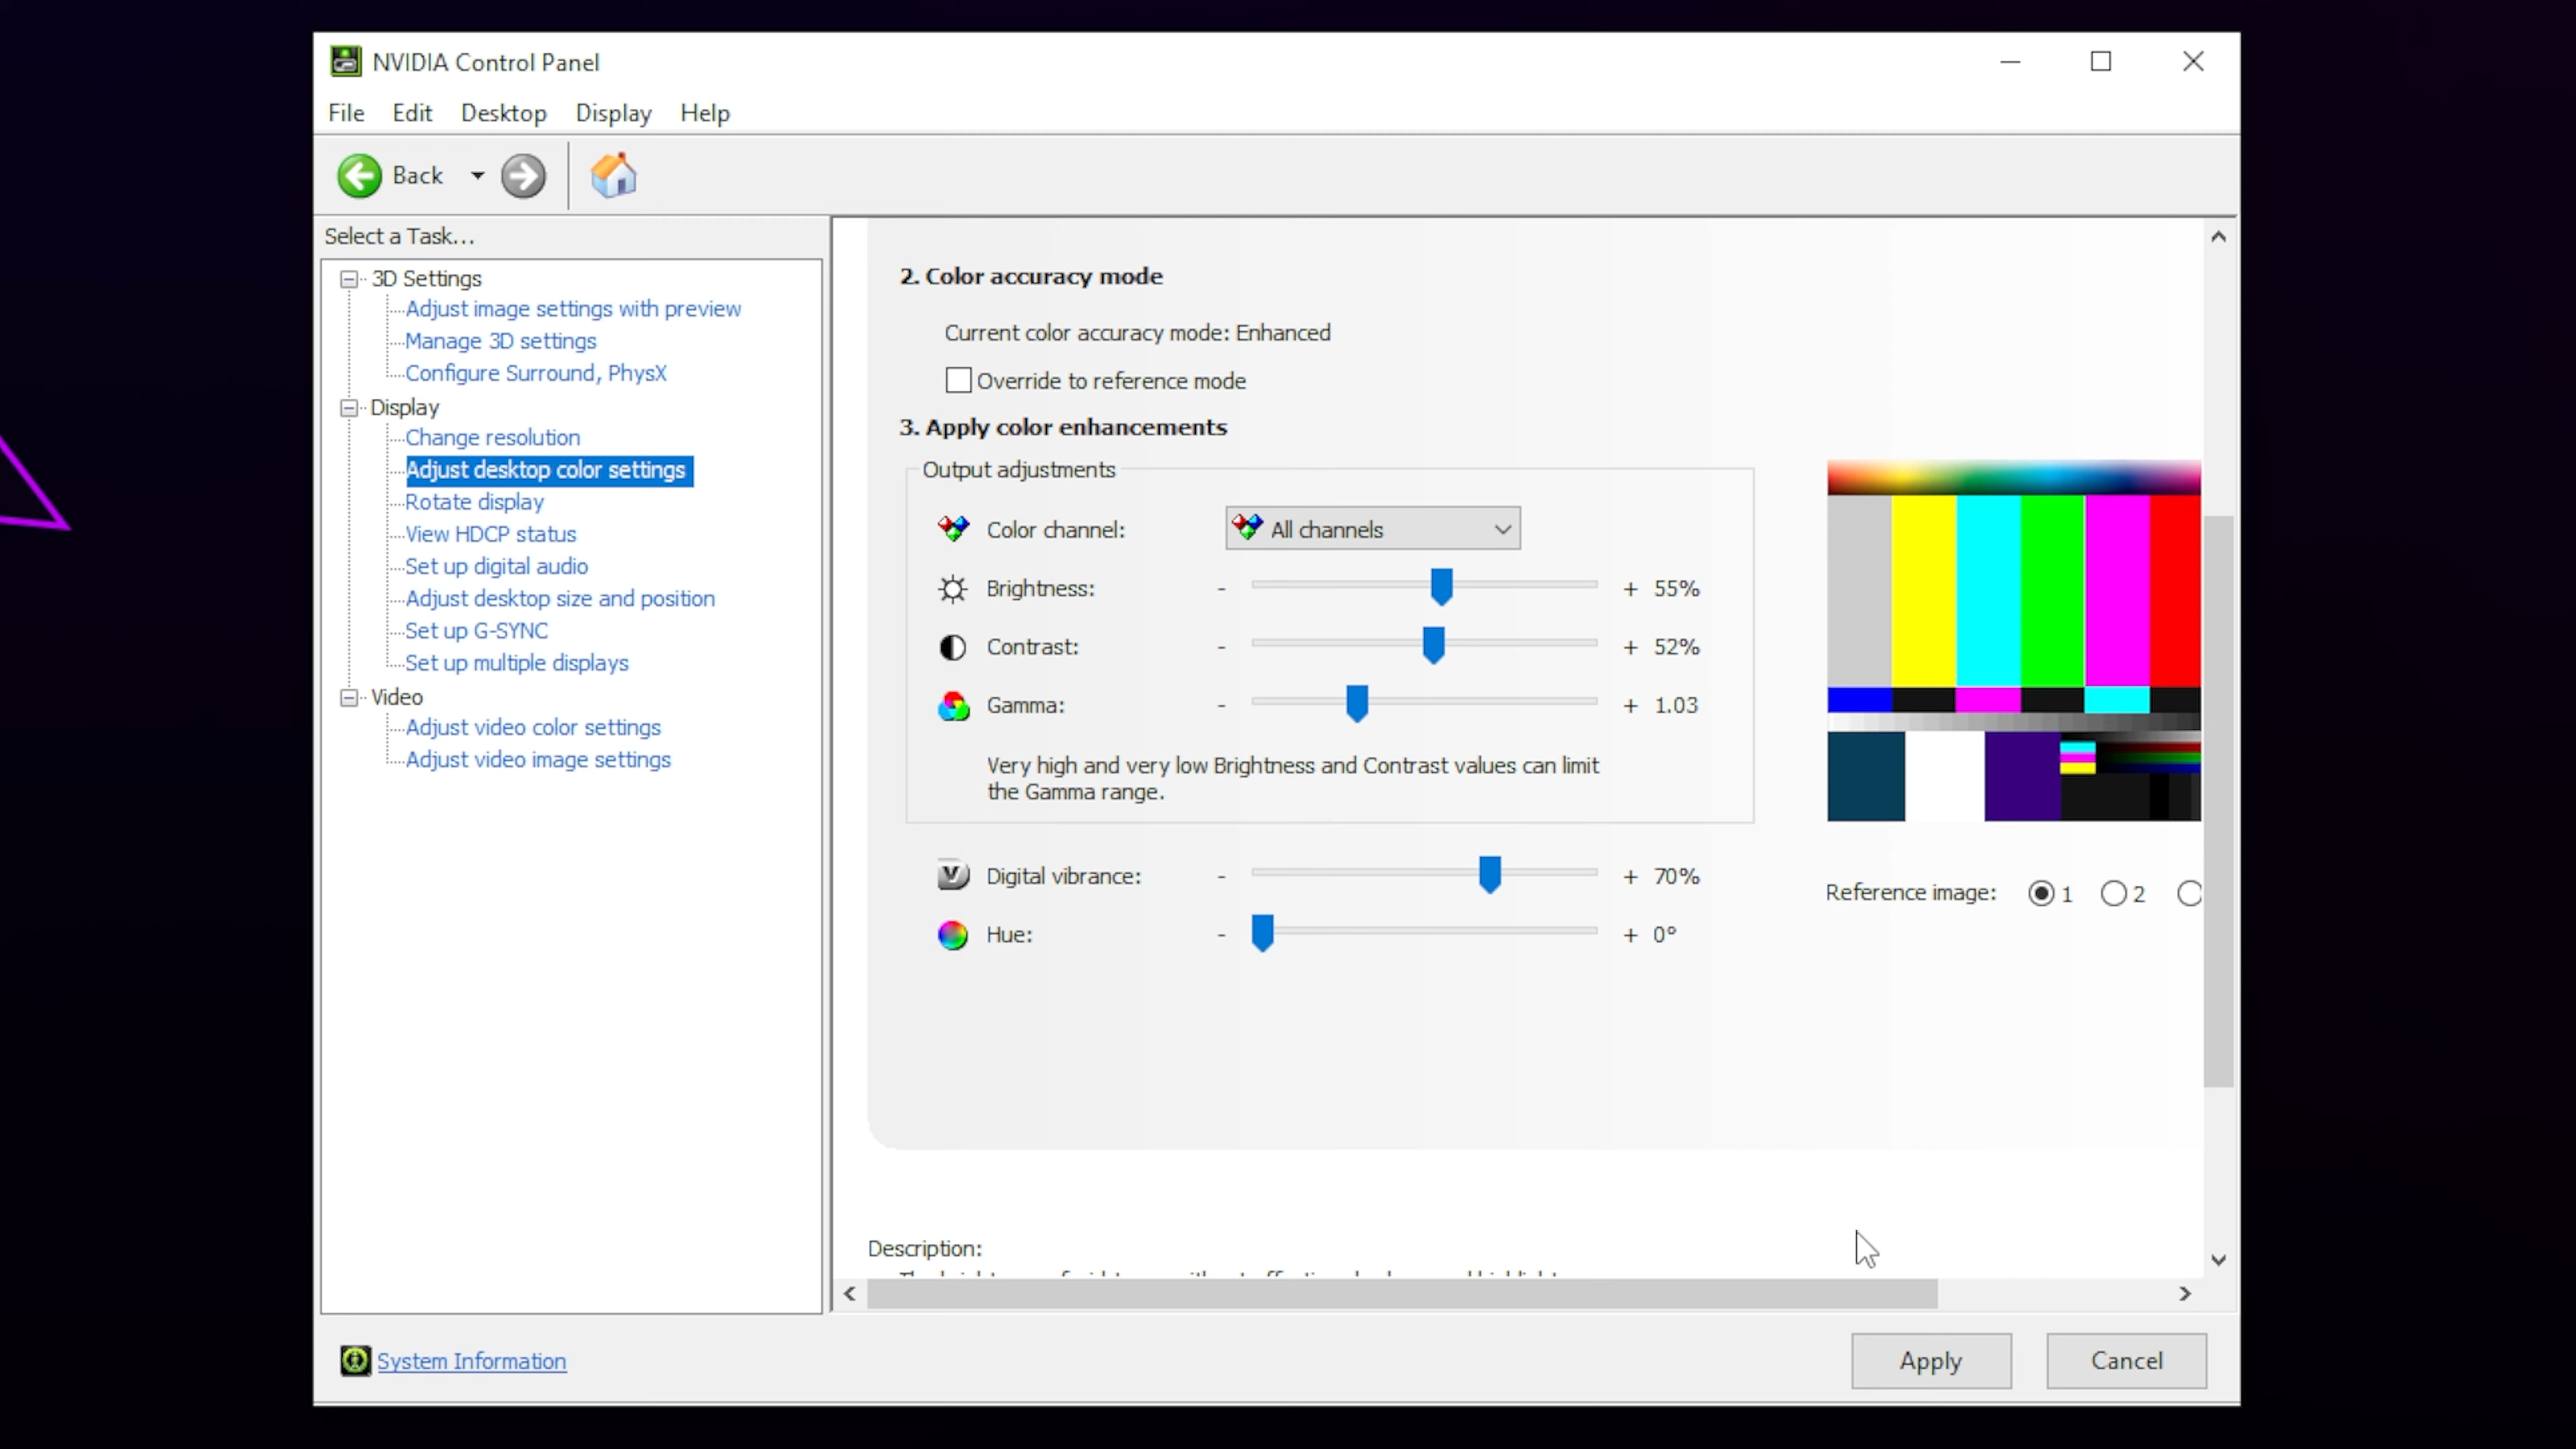 NVIDIA Control Panel
File Edit Desktop Display Help
Back
Select a Task...
3D Settings
Adjust image settings with preview
Manage 3D settings
Configure Surround, PhysX
Display
Change resolution
Adjust desktop color settings
Rotate display
View HDCP status
Set up digital audio
Adjust desktop size and position
Set up G-SYNC
Set up multiple displays
Video
Adjust video color settings
Adjust video image settings
2. Color accuracy mode
Current color accuracy mode: Enhanced
Override to reference mode
3. Apply color enhancements
Output adjustments
Color channel: All channels
Brightness: - + 55%
Contrast: - + 52%
Gamma: - + 1.03
Very high and very low Brightness and Contrast values can limit
the Gamma range.
Digital vibrance: - + 70%
Hue: - + 0°
Reference image: 1 2
Description:
System Information
Apply Cancel